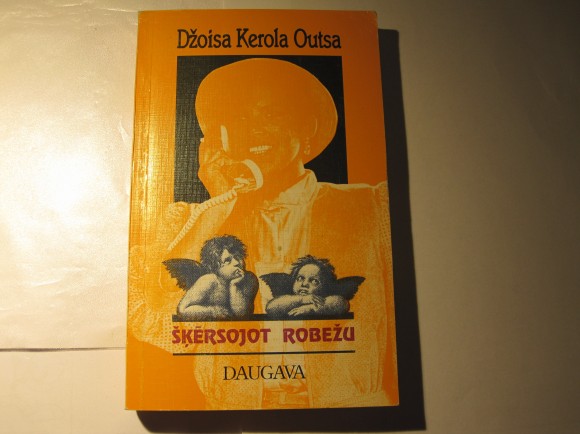 Džoisa Kerola Outsa
ŠĶĒRSOJOT ROBEŽU
DAUGAVA